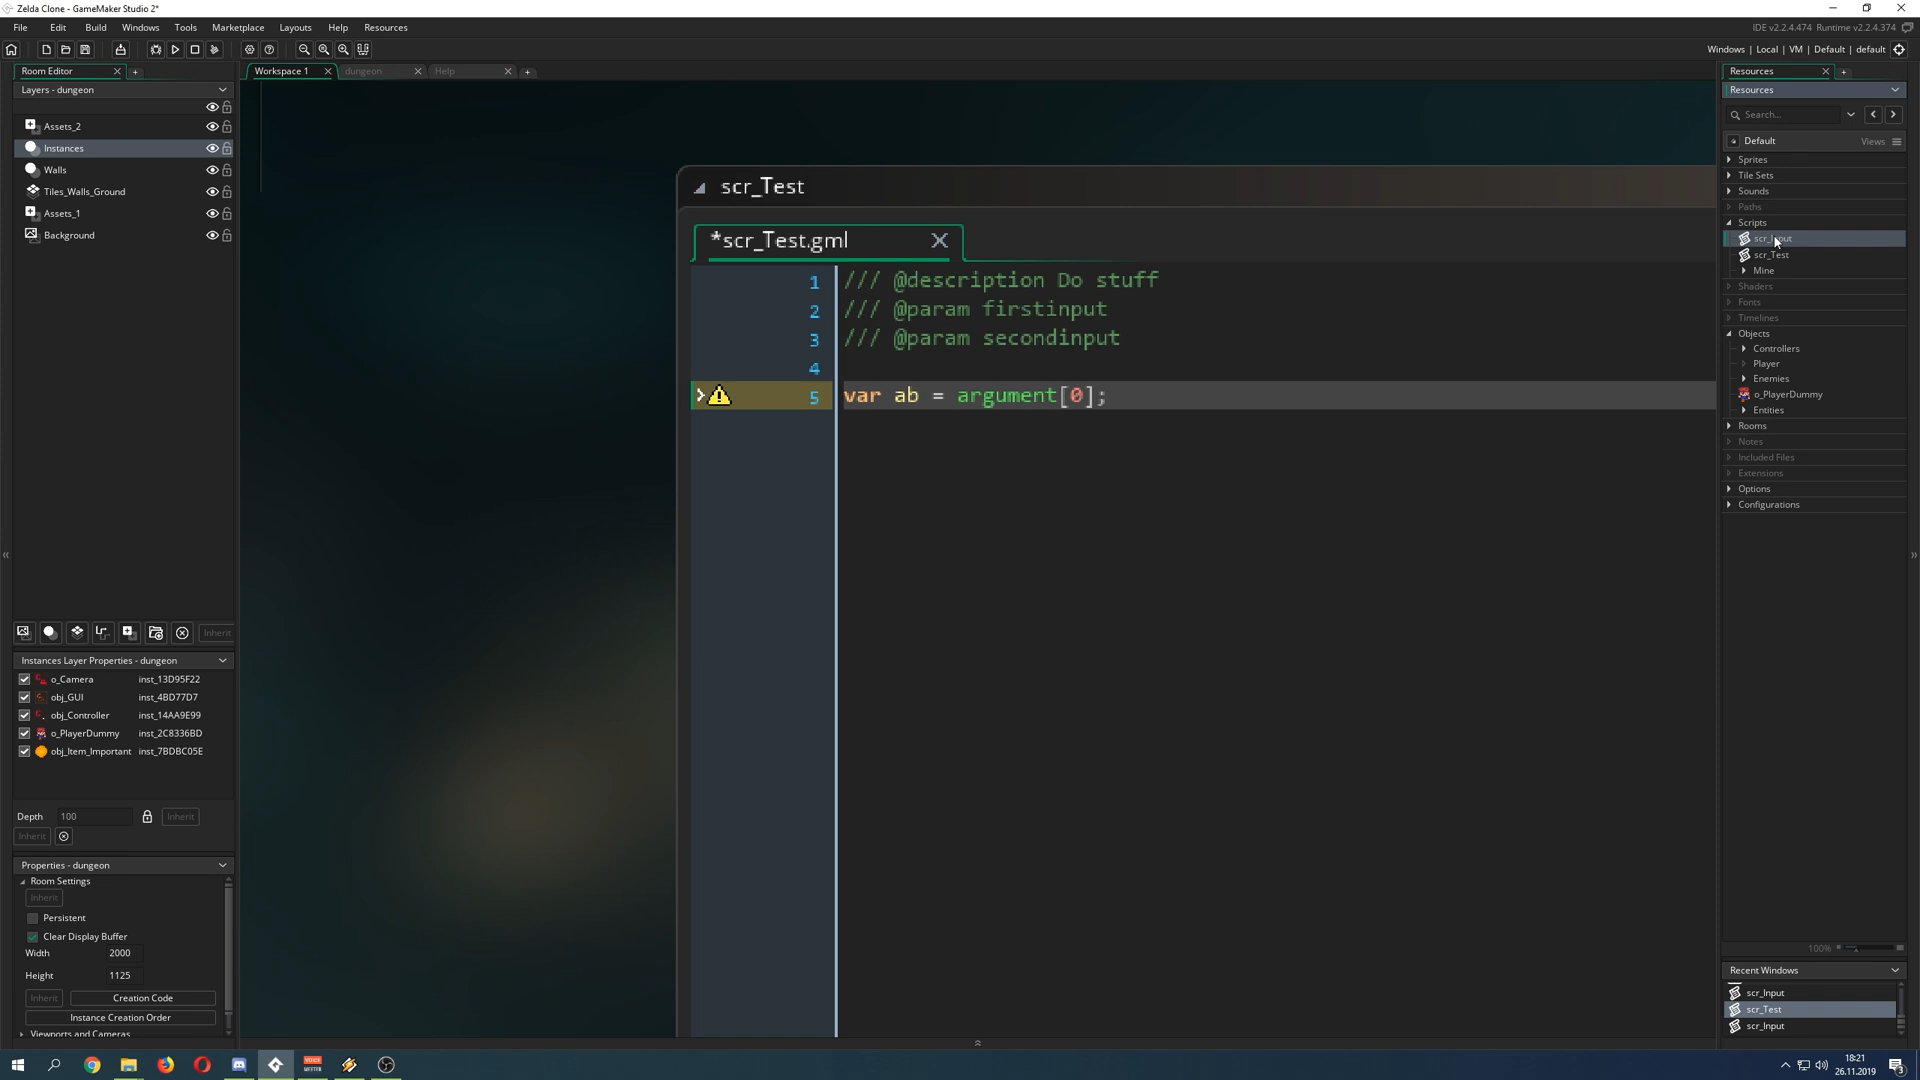 Zelda Clone - GameMaker Studio 2*
File Edit Build Windows Tools Marketplace Layouts Help Resources
IDE v2.2.4.474 Runtime v2.2.4.374
Windows | Local | VM | Default | default
Room Editor
Layers - dungeon
Assets_2
Instances
Walls
Tiles_Walls_Ground
Assets_1
Background
Inherit
Instances Layer Properties - dungeon
o_Camera inst_13D95F22
obj_GUI inst_4BD77D7
obj_Controller inst_14AA9E99
o_PlayerDummy inst_2C8336BD
obj_Item_Important inst_7BDBC05E
Depth 100 Inherit
Inherit
Properties - dungeon
Room Settings
Inherit
Persistent
Clear Display Buffer
Width 2000
Height 1125
Inherit Creation Code
Instance Creation Order
Viewports and Cameras
Workspace 1 dungeon Help
scr_Test
*scr_Test.gml
1 /// @description Do stuff
2 /// @param firstinput
3 /// @param secondinput
4
5 var ab = argument[0];
Resources
Resources
Search...
Default Views
Sprites
Tile Sets
Sounds
Paths
Scripts
scr_Input
scr_Test
Mine
Shaders
Fonts
Timelines
Objects
Controllers
Player
Enemies
o_PlayerDummy
Entities
Rooms
Notes
Included Files
Extensions
Options
Configurations
100%
Recent Windows
scr_Input
scr_Test
scr_Input
VOICE
18:21
26.11.2019
3